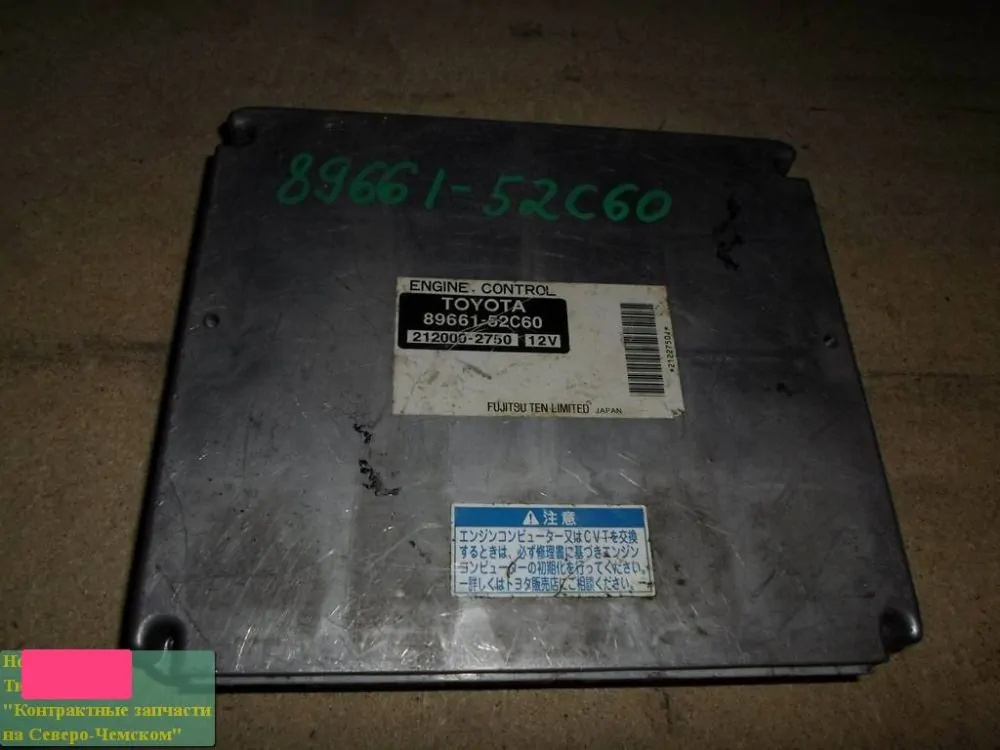 89661-52C60
ENGINE. CONTROL
TOYOTA
89661-52C60
212000-2750 12V
*2122750J*
FUJITSU TEN LIMITED JAPAN
注意
エンジンコンピューター又はCVTを交換
するときは、必ず修理書に基づきエンジン
コンピューターの初期化を行ってください。
詳しくはトヨタ販売店にご相談ください。
"Контрактные запчасти
на Северо-Чемском"